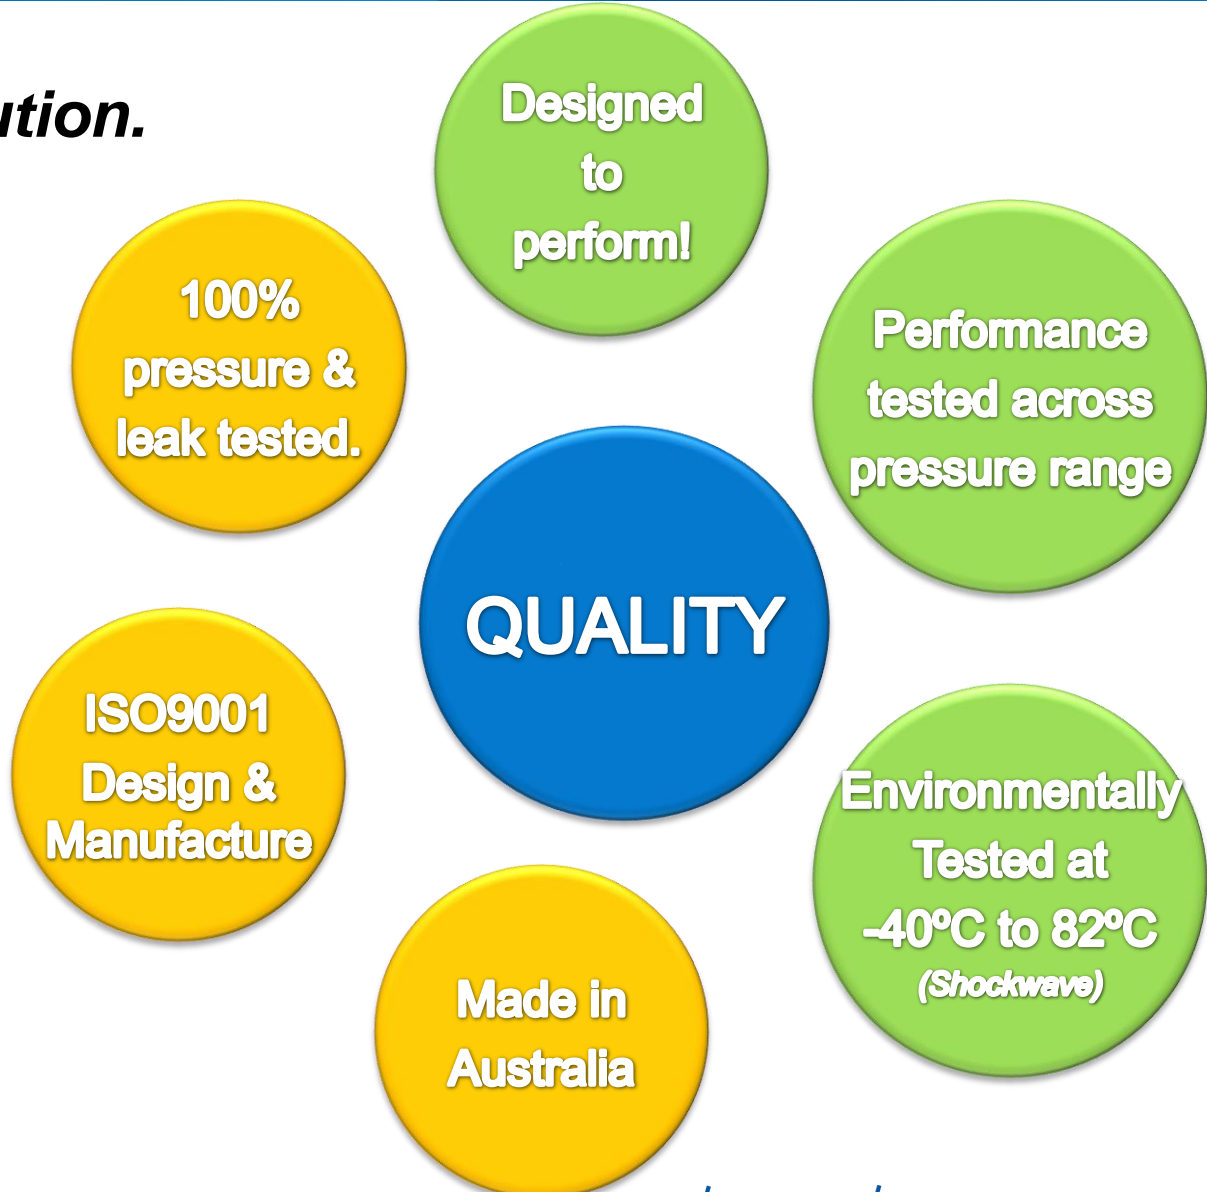 ution.
Designed
to
perform!
100%
pressure &
leak tested.
Performance
tested across
pressure range
QUALITY
ISO9001
Design &
Manufacture
Environmentally
Tested at
-40ºC to 82ºC
(Shockwave)
Made in
Australia